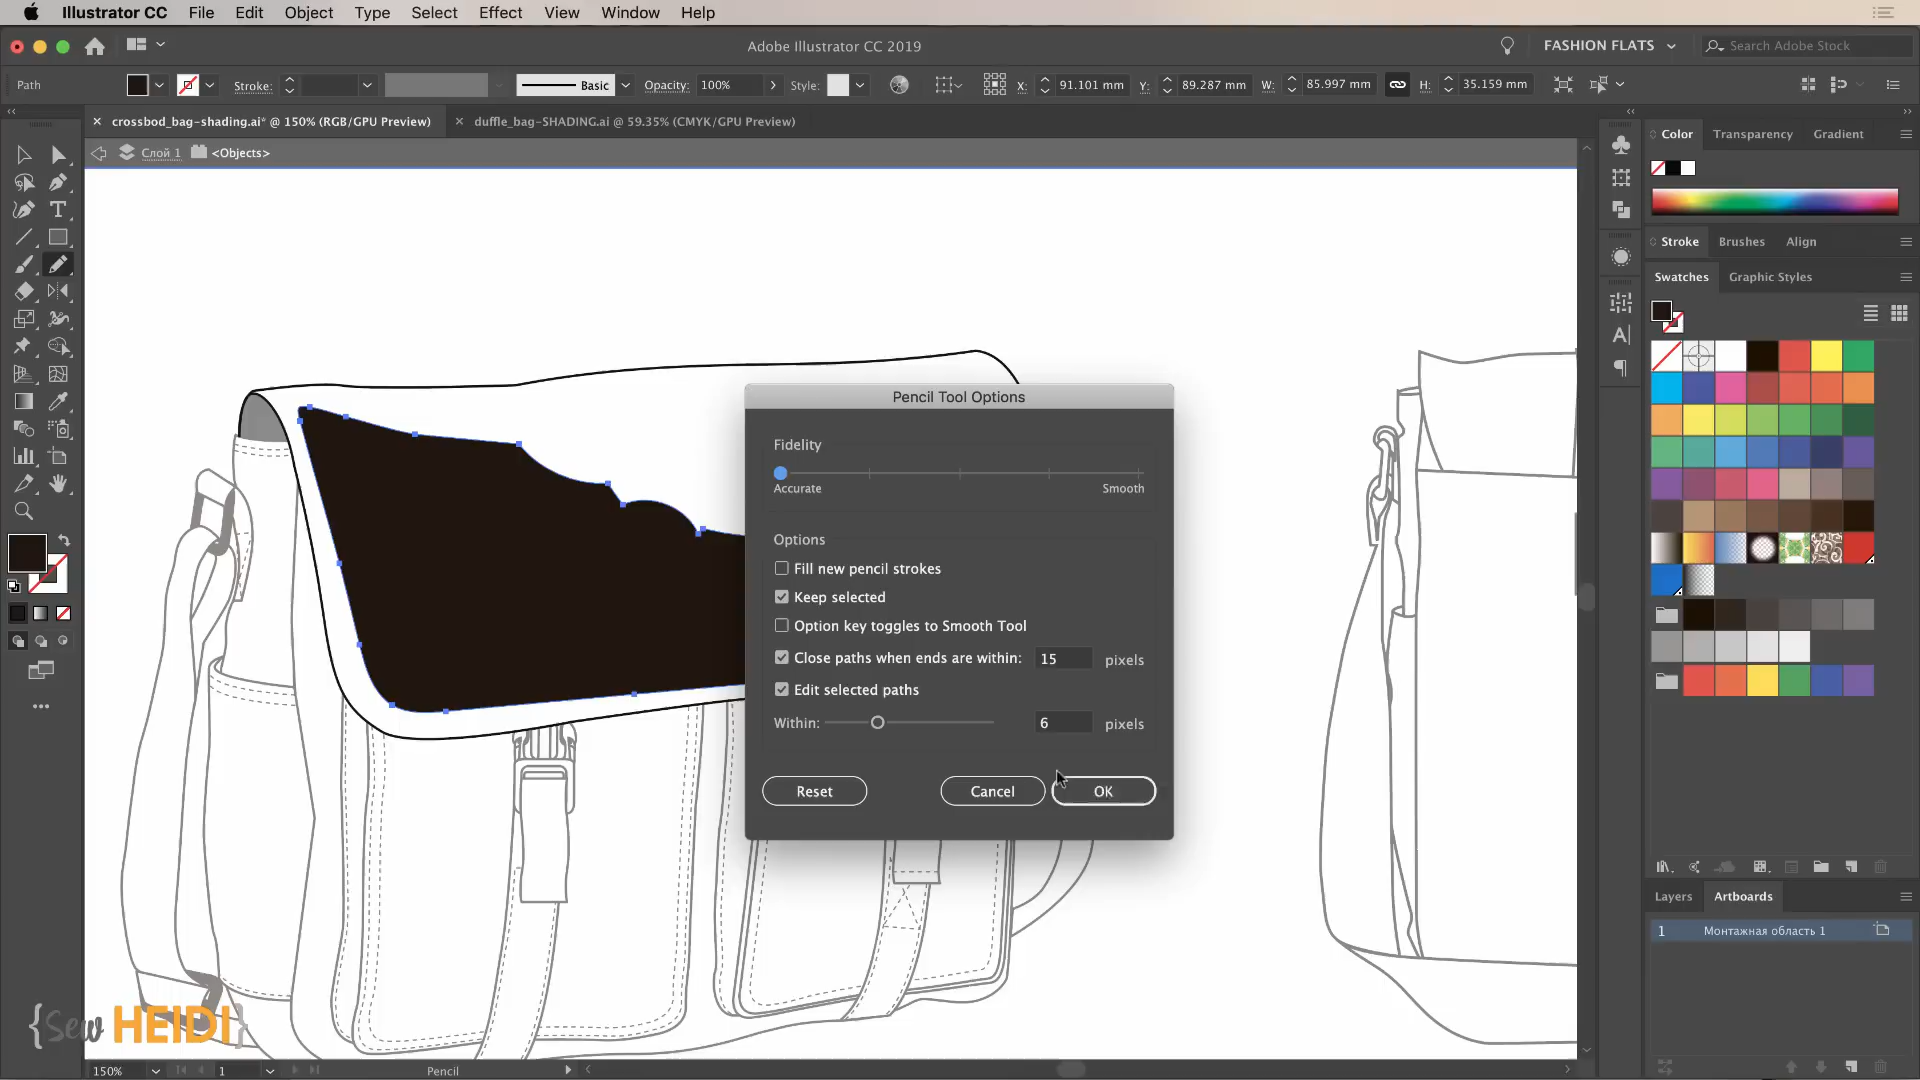 Illustrator CC File Edit Object Type Select Effect View Window Help
Adobe Illustrator CC 2019
FASHION FLATS
Search Adobe Stock
Path
Stroke:
Basic
Opacity: 100%
Style:
X: 91.101 mm
Y: 89.287 mm
W: 85.997 mm
H: 35.159 mm
crossbod_bag-shading.ai* @ 150% (RGB/GPU Preview)
duffle_bag-SHADING.ai @ 59.35% (CMYK/GPU Preview)
Слой 1 <Objects>
Color Transparency Gradient
Stroke Brushes Align
Swatches Graphic Styles
Pencil Tool Options
Fidelity
Accurate Smooth
Options
Fill new pencil strokes
Keep selected
Option key toggles to Smooth Tool
Close paths when ends are within: 15 pixels
Edit selected paths
Within: 6 pixels
Reset Cancel OK
Layers Artboards
1 Монтажная область 1
{Sew HEIDI}
150% 1 Pencil